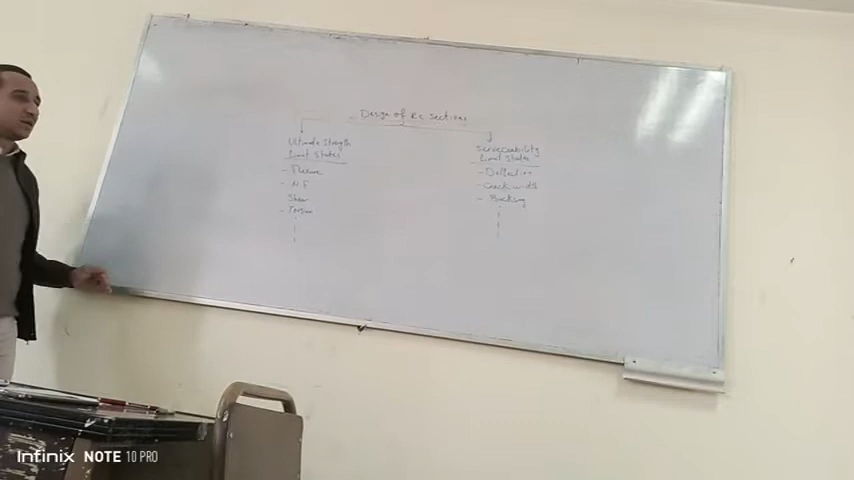 Design of Rc Sections
Ultimate Strength
Limit States
- Flexure
- N.F
Shear
- Torsion
Serviceability
Limit States
- Deflection
- Crack width
- Buckling
Infinix NOTE 10 PRO